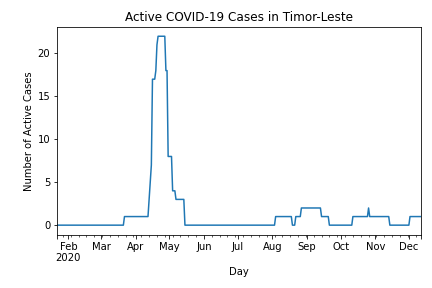 Active COVID-19 Cases in Timor-Leste
20
15
10
5
0
Number of Active Cases
Feb Mar Apr May Jun Jul Aug Sep Oct Nov Dec
2020
Day